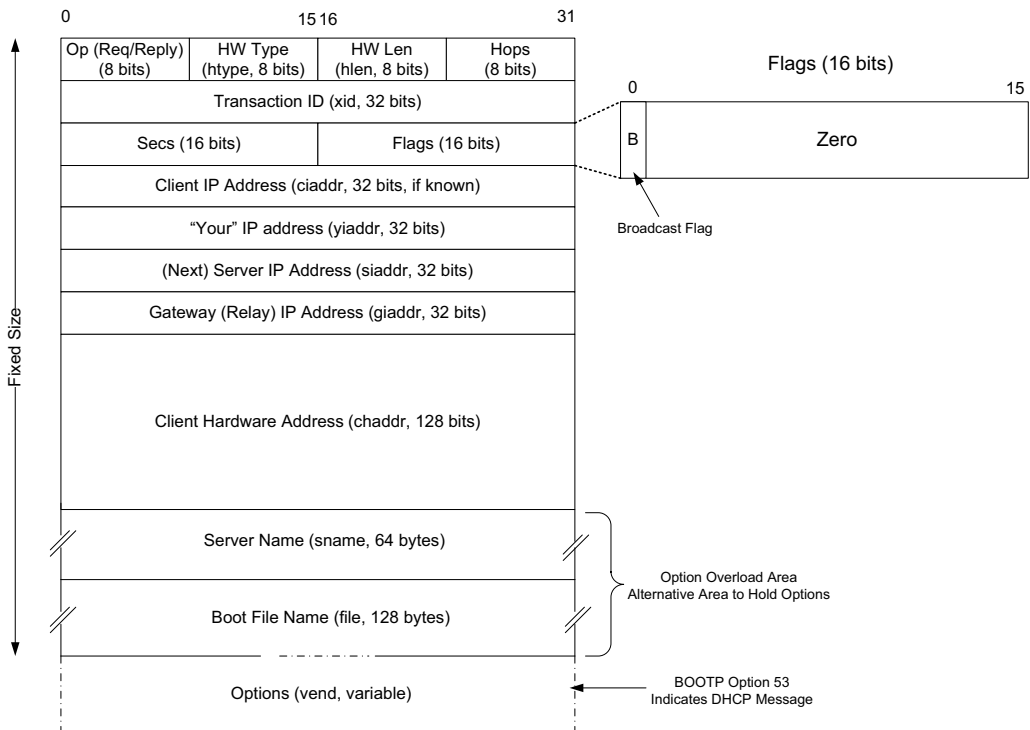 0
15 16
31
Op (Req/Reply)
(8 bits)
HW Type
(htype, 8 bits)
HW Len
(hlen, 8 bits)
Hops
(8 bits)
Transaction ID (xid, 32 bits)
Secs (16 bits)
Flags (16 bits)
Client IP Address (ciaddr, 32 bits, if known)
“Your” IP address (yiaddr, 32 bits)
(Next) Server IP Address (siaddr, 32 bits)
Gateway (Relay) IP Address (giaddr, 32 bits)
Client Hardware Address (chaddr, 128 bits)
Server Name (sname, 64 bytes)
Boot File Name (file, 128 bytes)
Options (vend, variable)
Fixed Size
Flags (16 bits)
0
15
B
Zero
Broadcast Flag
Option Overload Area
Alternative Area to Hold Options
BOOTP Option 53
Indicates DHCP Message